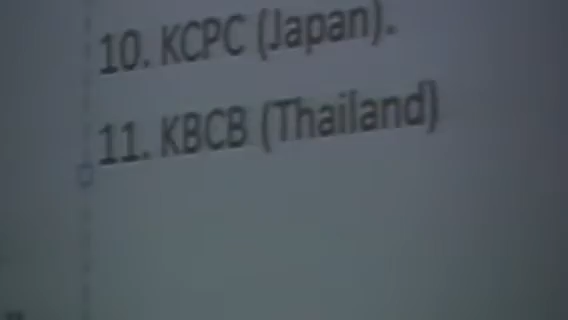 10. KCPC (Japan).
11. KBCB (Thailand)